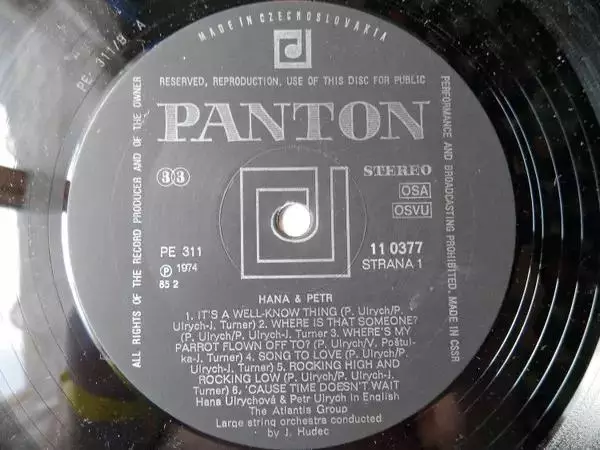 MADE IN CZECHOSLOVAKIA
PE 311/B A
RESERVED, REPRODUCTION, USE OF THIS DISC FOR PUBLIC
PERFORMANCE AND BROADCASTING PROHIBITED. MADE IN CSSR
ALL RIGHTS OF THE RECORD PRODUCER AND OF THE OWNER
PANTON
33
STEREO
OSA
OSVU
PE 311
℗ 1974
85 2
11 0377
STRANA 1
HANA & PETR
1. IT'S A WELL-KNOW THING (P. Ulrych/P.
Ulrych-J. Turner) 2. WHERE IS THAT SOMEONE?
(P. Ulrych/P. Ulrych-J. Turner) 3. WHERE'S MY
PARROT FLOWN OFF TO? (P. Ulrych/V. Poštul-
ka-J. Turner) 4. SONG TO LOVE (P. Ulrych/P.
Ulrych-J. Turner) 5. ROCKING HIGH AND
ROCKING LOW (P. Ulrych/P. Ulrych-J.
Turner) 6. 'CAUSE TIME DOESN'T WAIT
Hana Ulrychová & Petr Ulrych in English
The Atlantis Group
Large string orchestra conducted
by J. Hudec